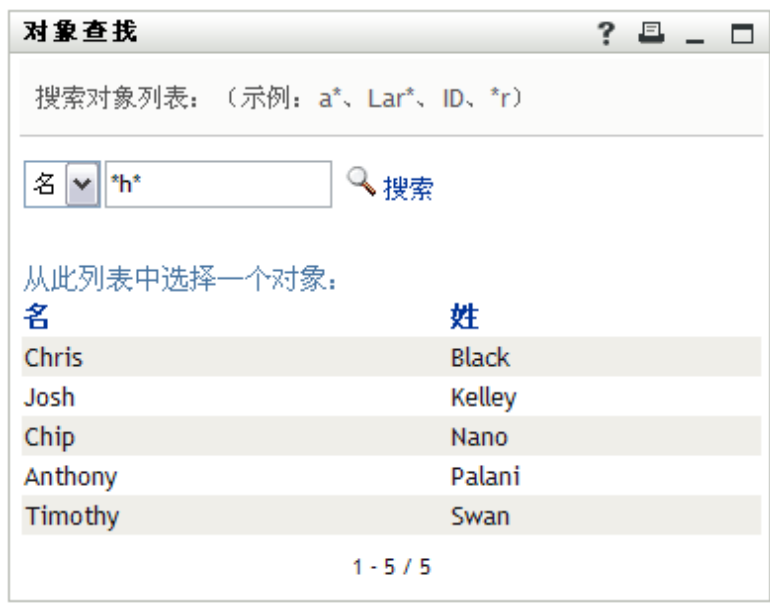 对象查找
搜索对象列表：（示例：a*、Lar*、ID、*r）
名 *h* 搜索
从此列表中选择一个对象：
名 姓
Chris Black
Josh Kelley
Chip Nano
Anthony Palani
Timothy Swan
1 - 5 / 5